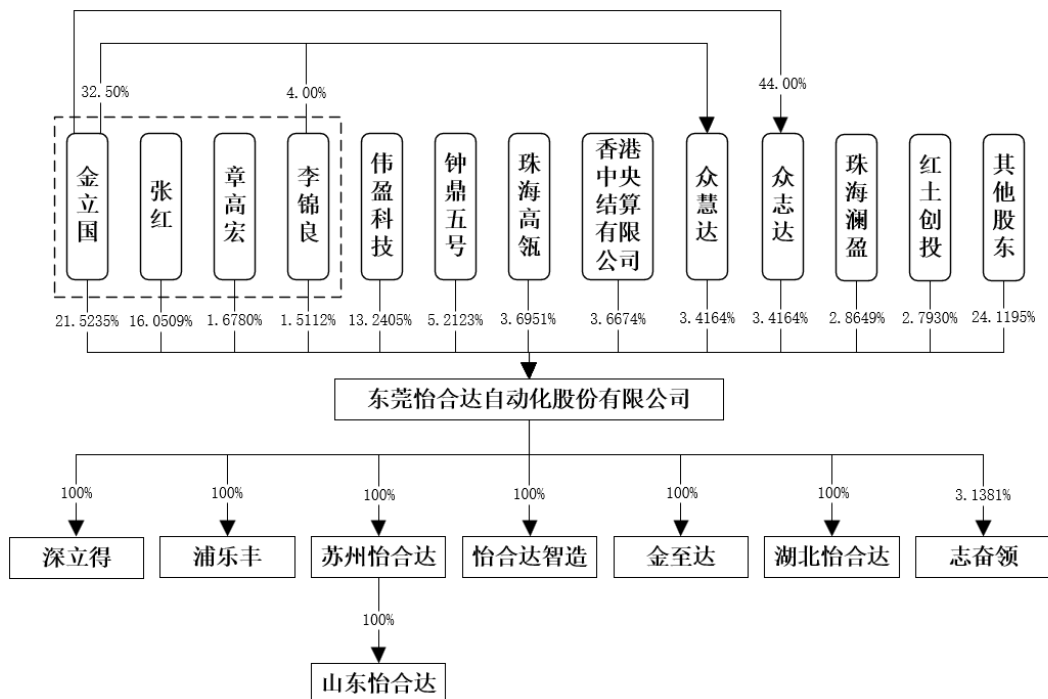 32.50%
4.00%
44.00%
金立国
张红
章高宏
李锦良
伟盈科技
钟鼎五号
珠海高瓴
香港
中央
结算
有限
公司
众慧达
众志达
珠海澜盈
红土创投
其他股东
21.5235%
16.0509%
1.6780%
1.5112%
13.2405%
5.2123%
3.6951%
3.6674%
3.4164%
3.4164%
2.8649%
2.7930%
24.1195%
东莞怡合达自动化股份有限公司
100%
100%
100%
100%
100%
100%
3.1381%
深立得
浦乐丰
苏州怡合达
怡合达智造
金至达
湖北怡合达
志奋领
100%
山东怡合达